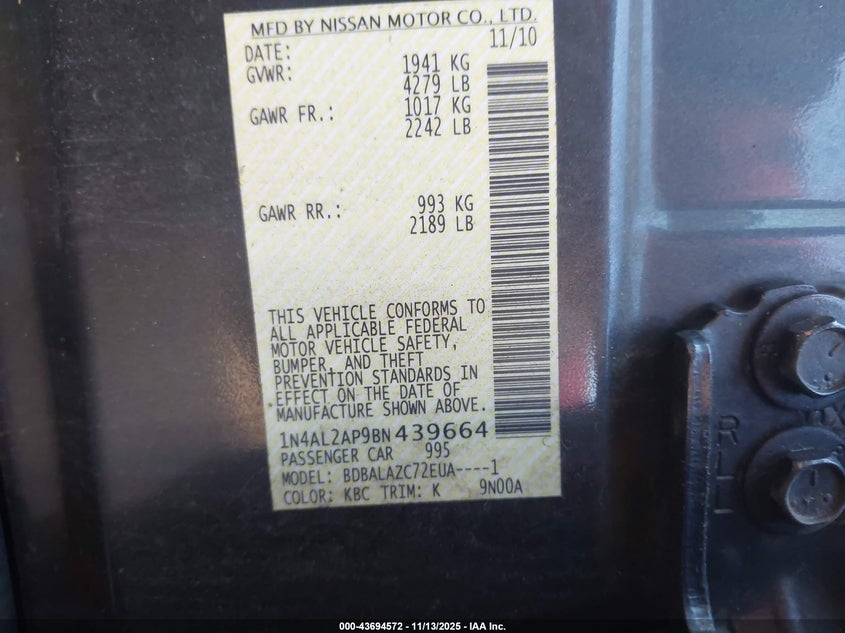 MFD BY NISSAN MOTOR CO., LTD.
DATE: 11/10
GVWR: 1941 KG
4279 LB
GAWR FR.: 1017 KG
2242 LB
GAWR RR.: 993 KG
2189 LB
THIS VEHICLE CONFORMS TO
ALL APPLICABLE FEDERAL
MOTOR VEHICLE SAFETY,
BUMPER, AND THEFT
PREVENTION STANDARDS IN
EFFECT ON THE DATE OF
MANUFACTURE SHOWN ABOVE.
1N4AL2AP9BN439664
PASSENGER CAR 995
MODEL: BDBALAZC72EUA----1
COLOR: KBC TRIM: K 9N00A
000-43694572 - 11/13/2025 - IAA Inc.